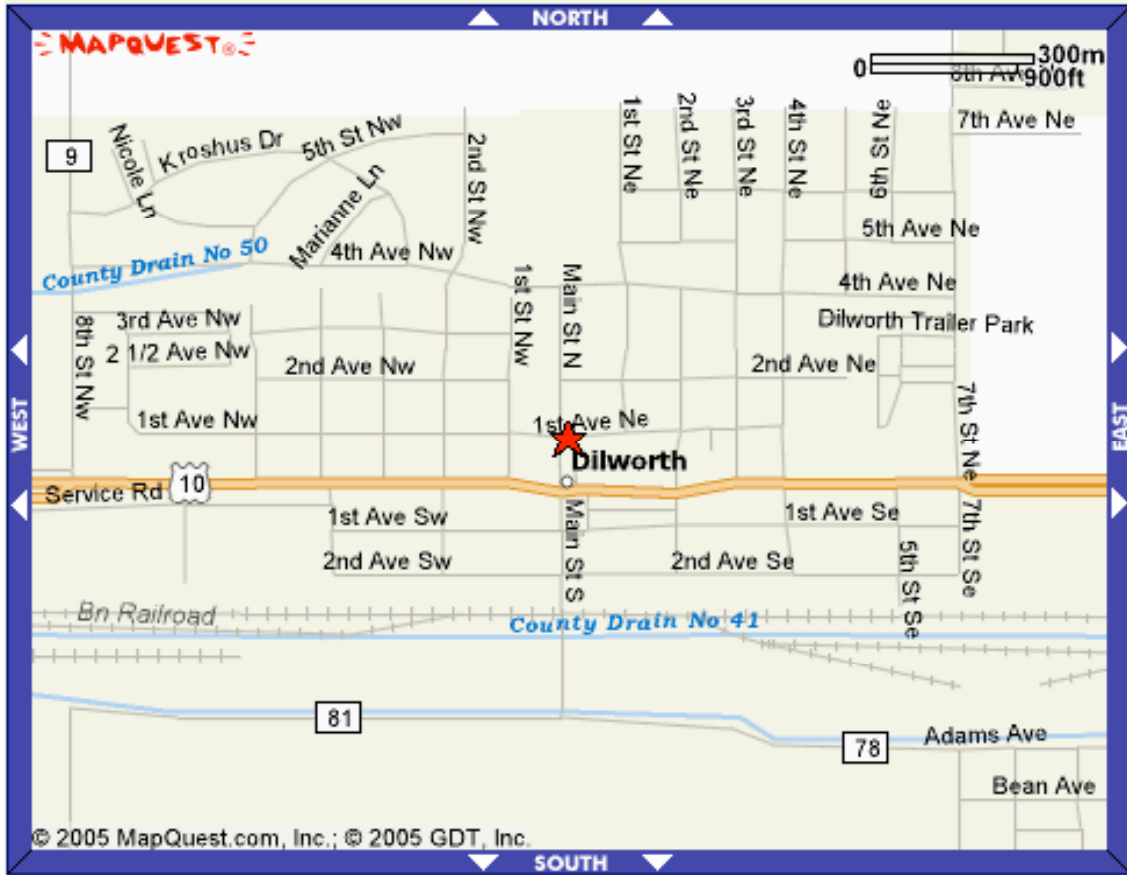 NORTH
MAPQUEST®
300m
0
900ft
8th Ave
7th Ave Ne
9
Nicole Ln
Kroshus Dr
5th St Nw
2nd St Nw
1st St Ne
2nd St Ne
3rd St Ne
4th St Ne
6th St Ne
Marianne Ln
4th Ave Nw
5th Ave Ne
County Drain No 50
1st St Nw
Main St N
4th Ave Ne
8th St Nw
3rd Ave Nw
Dilworth Trailer Park
2 1/2 Ave Nw
2nd Ave Nw
2nd Ave Ne
WEST
EAST
1st Ave Nw
1st Ave Ne
7th St Ne
Dilworth
Service Rd
10
1st Ave Sw
Main St S
1st Ave Se
7th St Se
2nd Ave Sw
2nd Ave Se
5th St Se
Bn Railroad
County Drain No 41
81
78
Adams Ave
Bean Ave
© 2005 MapQuest.com, Inc.; © 2005 GDT, Inc.
SOUTH